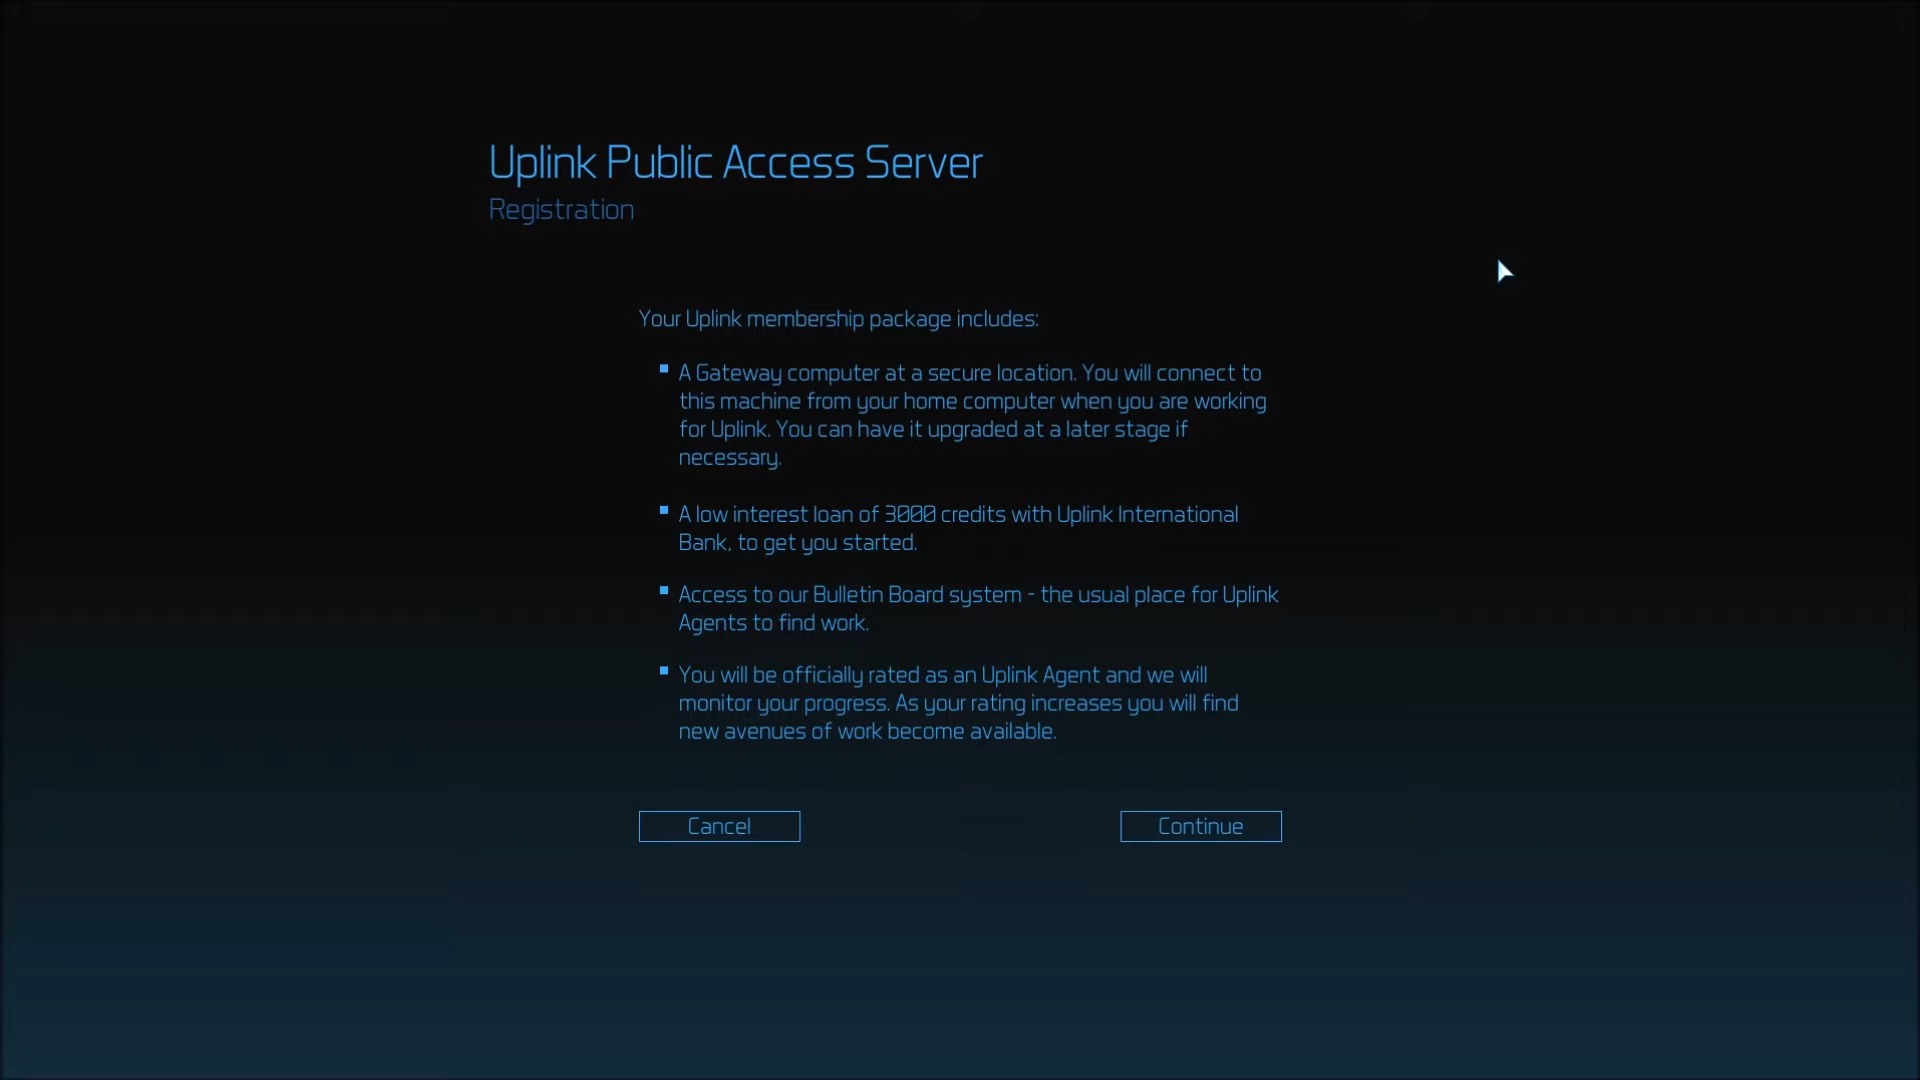 Uplink Public Access Server
Registration
Your Uplink membership package includes:
A Gateway computer at a secure location. You will connect to
this machine from your home computer when you are working
for Uplink. You can have it upgraded at a later stage if
necessary.
A low interest loan of 3000 credits with Uplink International
Bank, to get you started.
Access to our Bulletin Board system - the usual place for Uplink
Agents to find work.
You will be officially rated as an Uplink Agent and we will
monitor your progress. As your rating increases you will find
new avenues of work become available.
Cancel
Continue